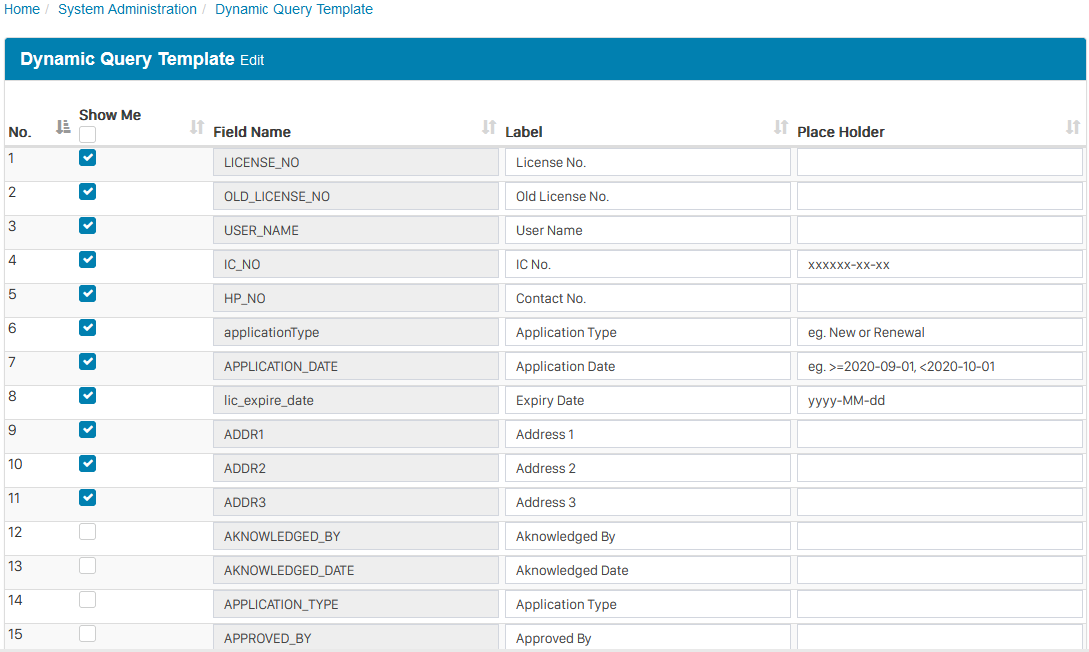 Home / System Administration / Dynamic Query Template
Dynamic Query Template Edit
No. Show Me Field Name Label Place Holder
1 LICENSE_NO License No.
2 OLD_LICENSE_NO Old License No.
3 USER_NAME User Name
4 IC_NO IC No. xxxxxx-xx-xx
5 HP_NO Contact No.
6 applicationType Application Type eg. New or Renewal
7 APPLICATION_DATE Application Date eg. >=2020-09-01, <2020-10-01
8 lic_expire_date Expiry Date yyyy-MM-dd
9 ADDR1 Address 1
10 ADDR2 Address 2
11 ADDR3 Address 3
12 AKNOWLEDGED_BY Aknowledged By
13 AKNOWLEDGED_DATE Aknowledged Date
14 APPLICATION_TYPE Application Type
15 APPROVED_BY Approved By